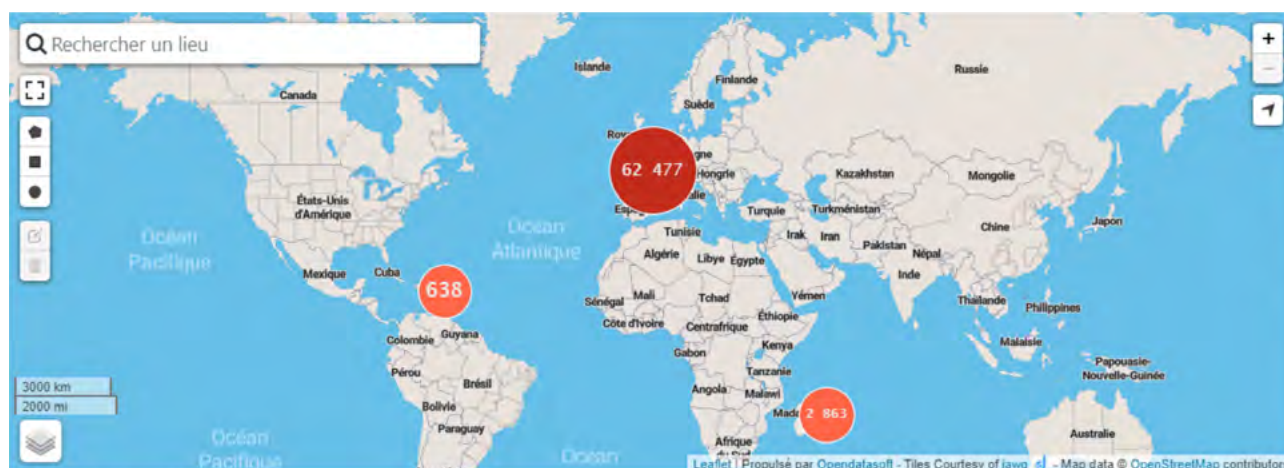 Rechercher un lieu
Islande
Finlande
Russie
Canada
Suède
62 477
Hongrie
Kazakhstan
Mongolie
États-Unis
d'Amérique
Turquie
Turkménistan
Chine
Japon
Océan
Pacifique
Océan
Atlantique
Tunisie
Irak
Iran
Pakistan
Népal
Algérie
Libye
Égypte
Mexique
Cuba
638
Inde
Mali
Sénégal
Tchad
Yémen
Thaïlande
Philippines
Côte d'Ivoire
Centrafrique
Éthiopie
Guyana
Colombie
Malaisie
Gabon
Kenya
Papouasie-
Nouvelle-Guinée
Pérou
Tanzanie
Brésil
3000 km
2000 mi
Angola
Malawi
Bolivie
2 863
Paraguay
Australie
Océan
Pacifique
Afrique
du Sud
Océan
Leaflet | Propulsé par Opendatasoft - Tiles Courtesy of jawg - Map data © OpenStreetMap contributo